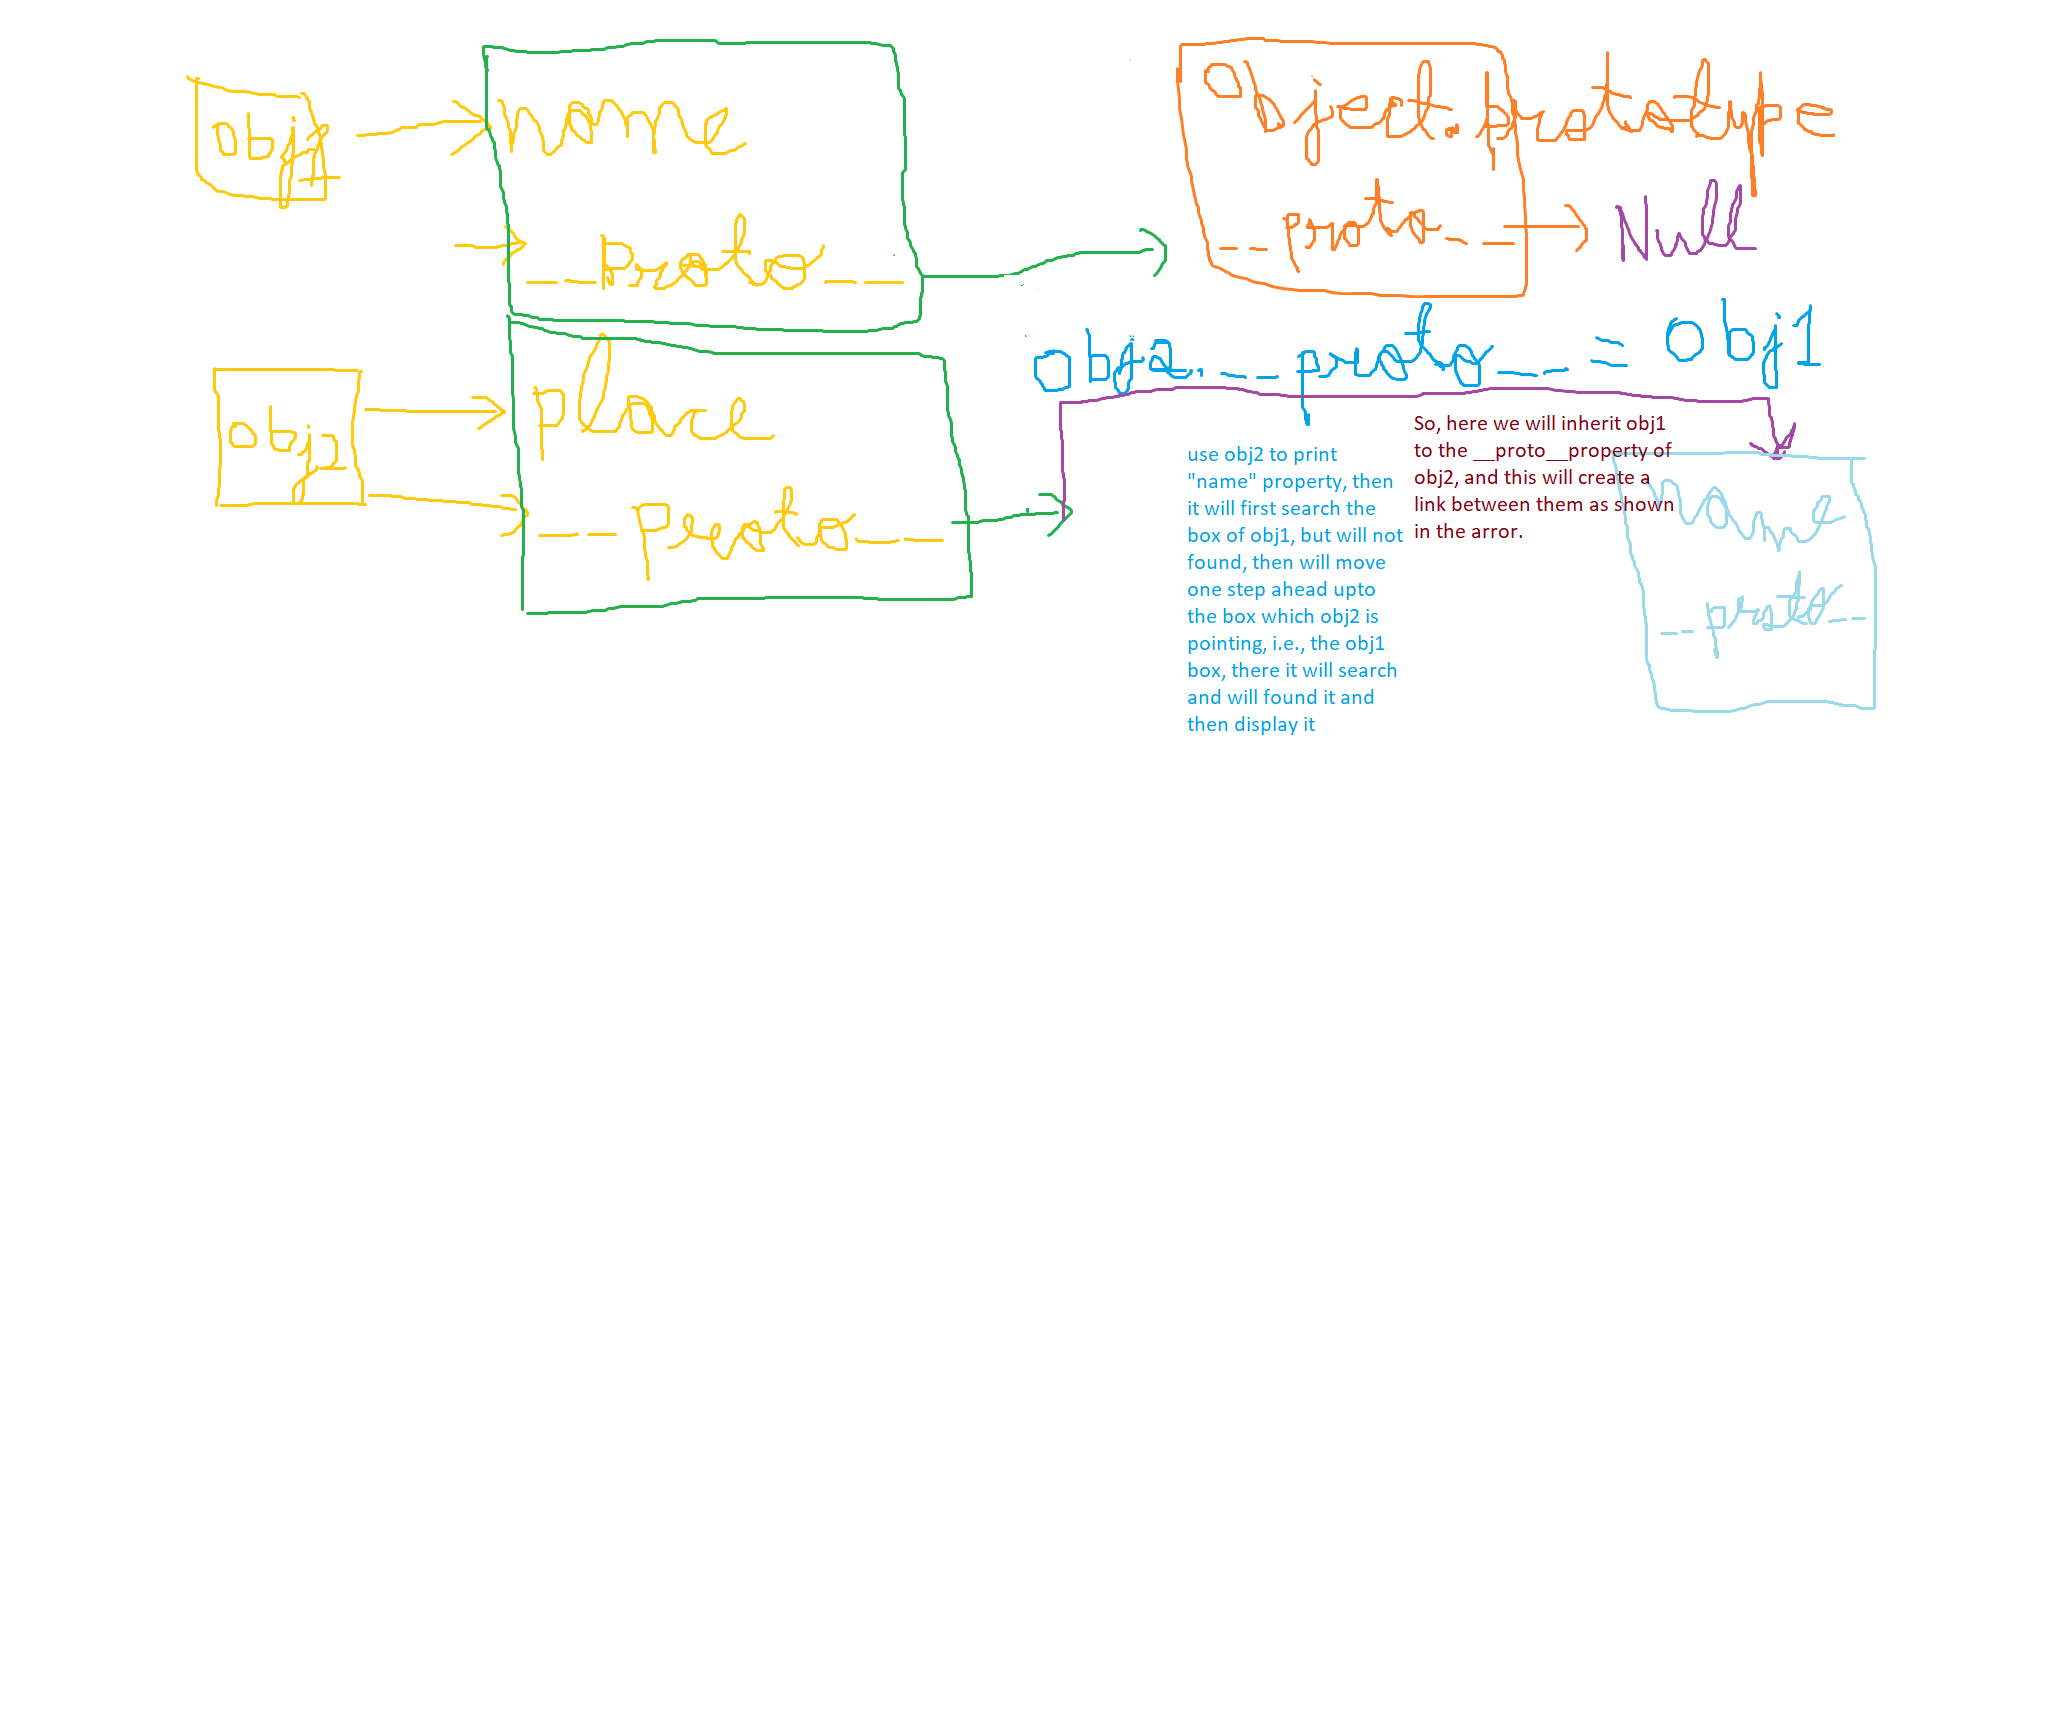 obj1
name
__proto__
Object.prototype
__proto__
Null
obj2
place
__proto__
obj2.__proto__ = obj1
use obj2 to print
"name" property, then
it will first search the
box of obj1, but will not
found, then will move
one step ahead upto
the box which obj2 is
pointing, i.e., the obj1
box, there it will search
and will found it and
then display it
So, here we will inherit obj1
to the __proto__property of
obj2, and this will create a
link between them as shown
in the arror.
name
__proto__